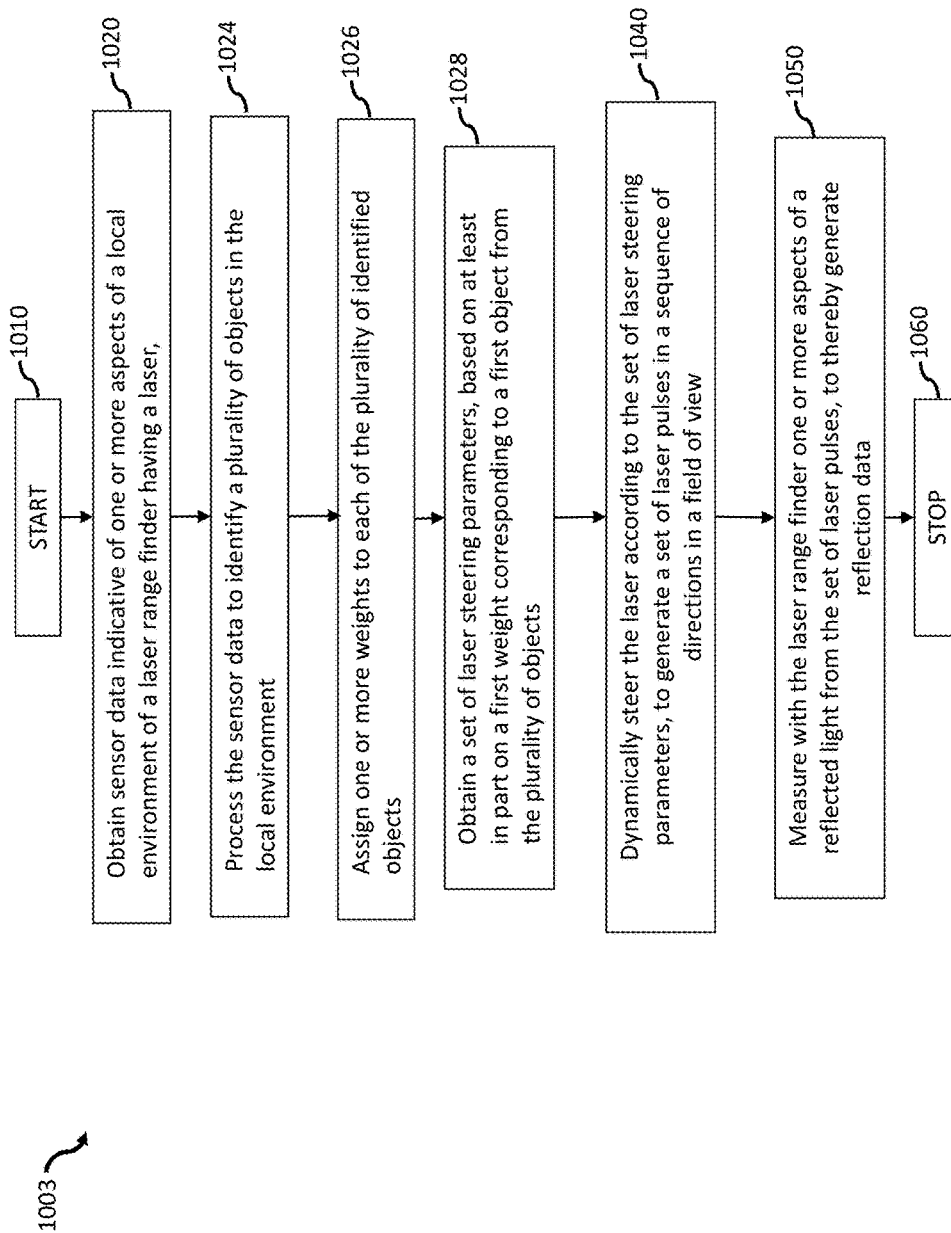 1003
START
1010
Obtain sensor data indicative of one or more aspects of a local
environment of a laser range finder having a laser,
1020
Process the sensor data to identify a plurality of objects in the
local environment
1024
Assign one or more weights to each of the plurality of identified
objects
1026
Obtain a set of laser steering parameters, based on at least
in part on a first weight corresponding to a first object from
the plurality of objects
1028
Dynamically steer the laser according to the set of laser steering
parameters, to generate a set of laser pulses in a sequence of
directions in a field of view
1040
Measure with the laser range finder one or more aspects of a
reflected light from the set of laser pulses, to thereby generate
reflection data
1050
STOP
1060